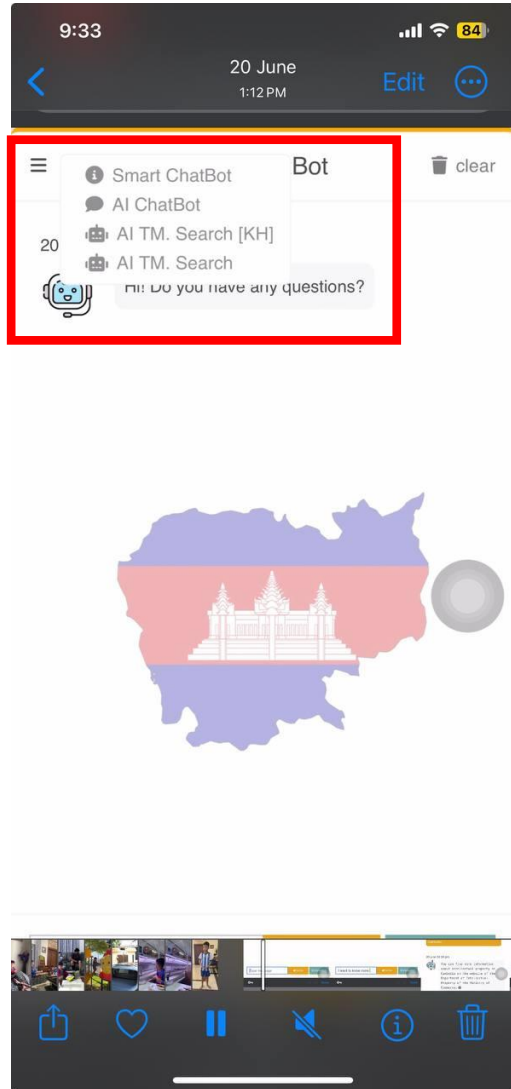 9:33
84
20 June
1:12 PM
Edit
Smart ChatBot
Bot
clear
AI ChatBot
AI TM. Search [KH]
20
AI TM. Search
Hi! Do you have any questions?